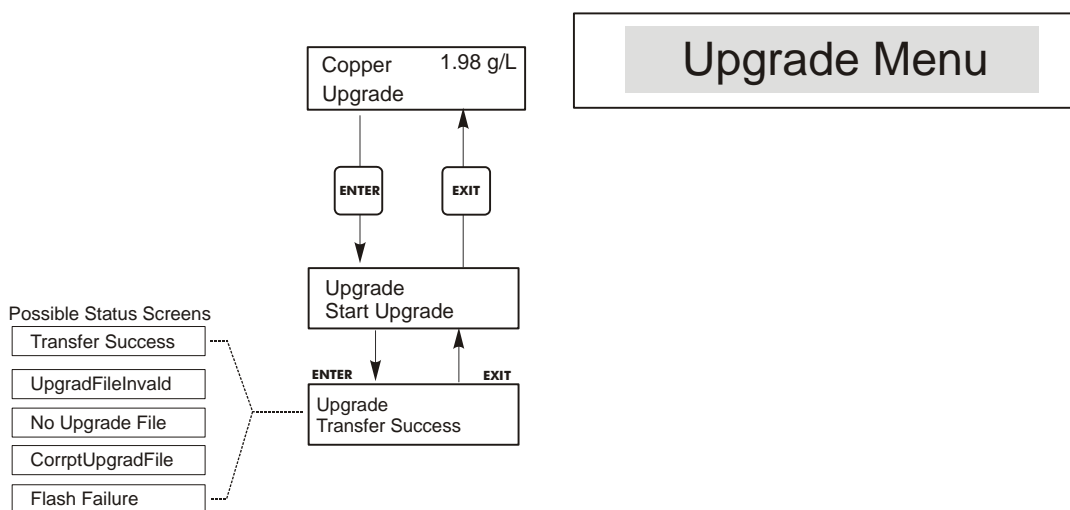 Upgrade Menu
Copper 1.98 g/L
Upgrade
ENTER EXIT
Upgrade
Start Upgrade
ENTER EXIT
Upgrade
Transfer Success
Possible Status Screens
Transfer Success
UpgradFileInvald
No Upgrade File
CorrptUpgradFile
Flash Failure